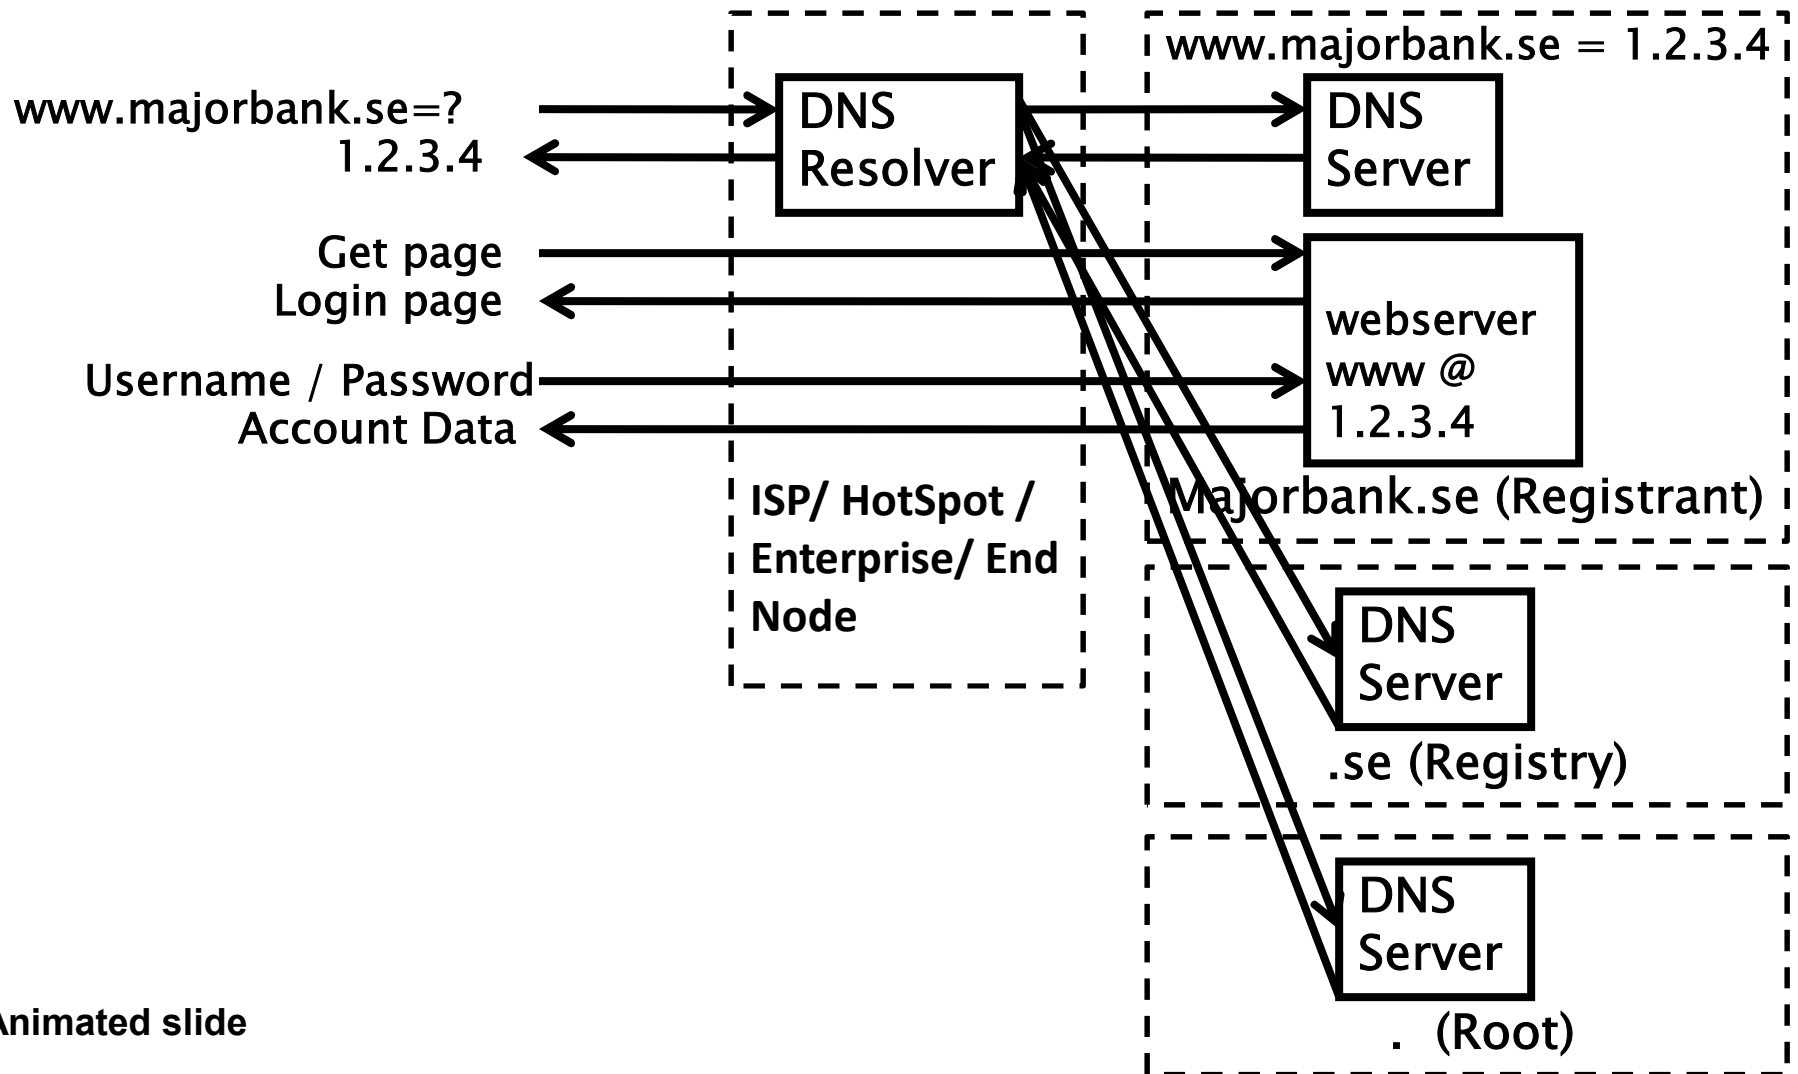 www.majorbank.se = 1.2.3.4
www.majorbank.se=?
1.2.3.4
DNS
Resolver
DNS
Server
Get page
Login page
webserver
www @
1.2.3.4
Username / Password
Account Data
Majorbank.se (Registrant)
ISP/ HotSpot /
Enterprise/ End
Node
DNS
Server
.se (Registry)
DNS
Server
. (Root)
Animated slide